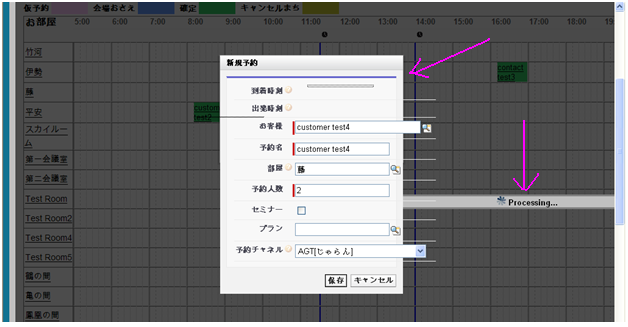 仮予約 会場おさえ 確定 キャンセルまち
お部屋 5:00 6:00 7:00 8:00 9:00 10:00 11:00 12:00 13:00 14:00 15:00 16:00 17:00 18:00
竹河
伊勢
contact test3
藤
平安
custom test2
スカイルーム
第一会議室
第二会議室
Test Room
Test Room2
Test Room4
Test Room5
鶴の間
亀の間
鳳凰の間
新規予約
到着時刻
出発時刻
お客様 customer test4
予約名 customer test4
部屋 藤
予約人数 2
セミナー
プラン
予約チャネル AGT[じゃらん]
保存 キャンセル
Processing...